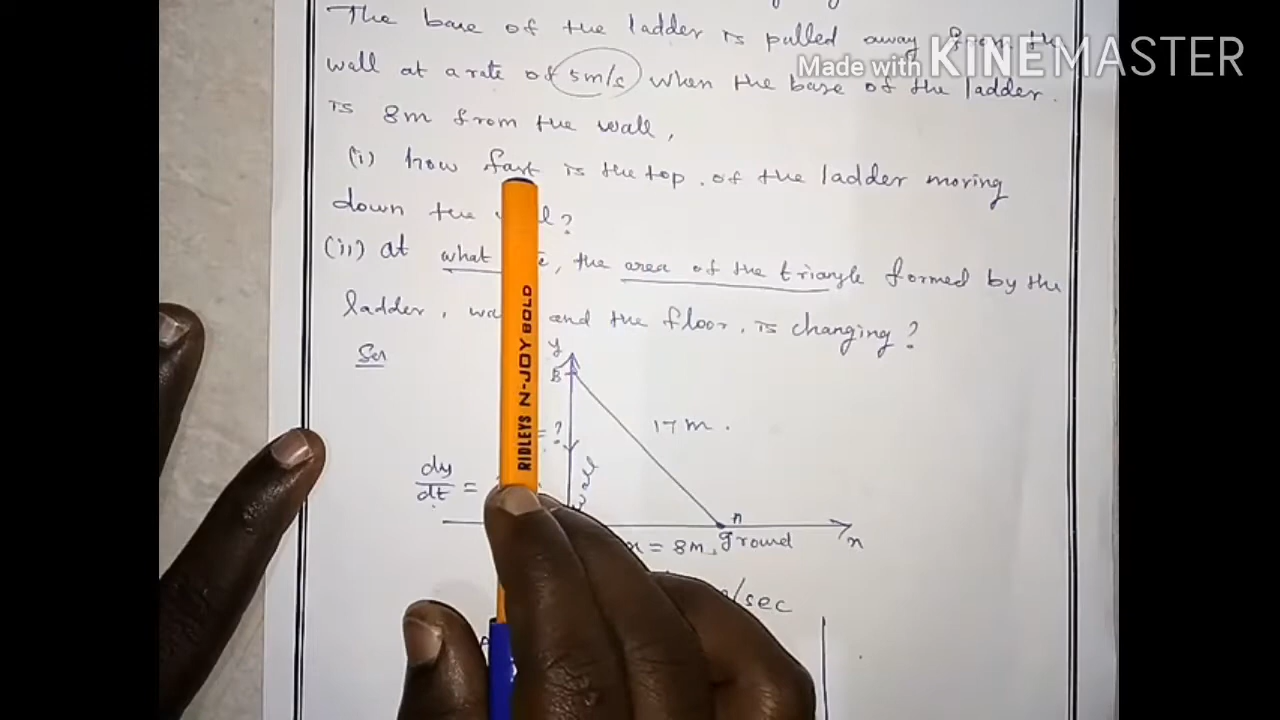 The base of the ladder is pulled away from the
Made with KINEMASTER
wall at a rate of 5m/s when the base of the ladder.
is 8m from the wall,
(i) how fast is the top. of the ladder moving
down the ?
(ii) at what , the area of the triangle formed by the
ladder, and the floor, is changing?
Sol
y
B
17 m.
= ?
wall
dy/dt =
x = 8m, ground
x
/sec
RIDLEYS N-JOY BOLD